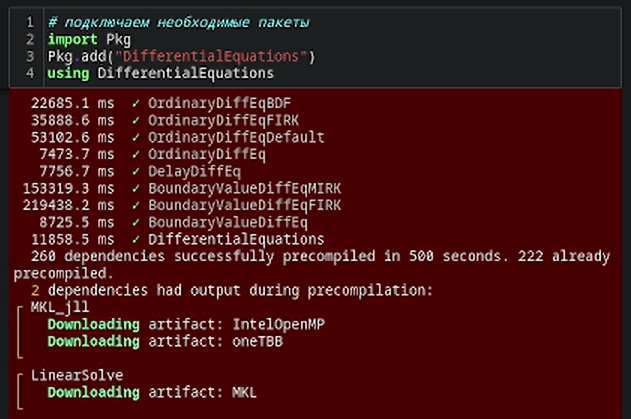 1 # подключаем необходимые пакеты
2 import Pkg
3 Pkg.add("DifferentialEquations")
4 using DifferentialEquations
22685.1 ms ✓ OrdinaryDiffEqBDF
35888.6 ms ✓ OrdinaryDiffEqFIRK
53102.6 ms ✓ OrdinaryDiffEqDefault
7473.7 ms ✓ OrdinaryDiffEq
7756.7 ms ✓ DelayDiffEq
153319.3 ms ✓ BoundaryValueDiffEqMIRK
219438.2 ms ✓ BoundaryValueDiffEqFIRK
8725.5 ms ✓ BoundaryValueDiffEq
11858.5 ms ✓ DifferentialEquations
260 dependencies successfully precompiled in 500 seconds. 222 already
precompiled.
2 dependencies had output during precompilation:
MKL_jll
Downloading artifact: IntelOpenMP
Downloading artifact: oneTBB
LinearSolve
Downloading artifact: MKL